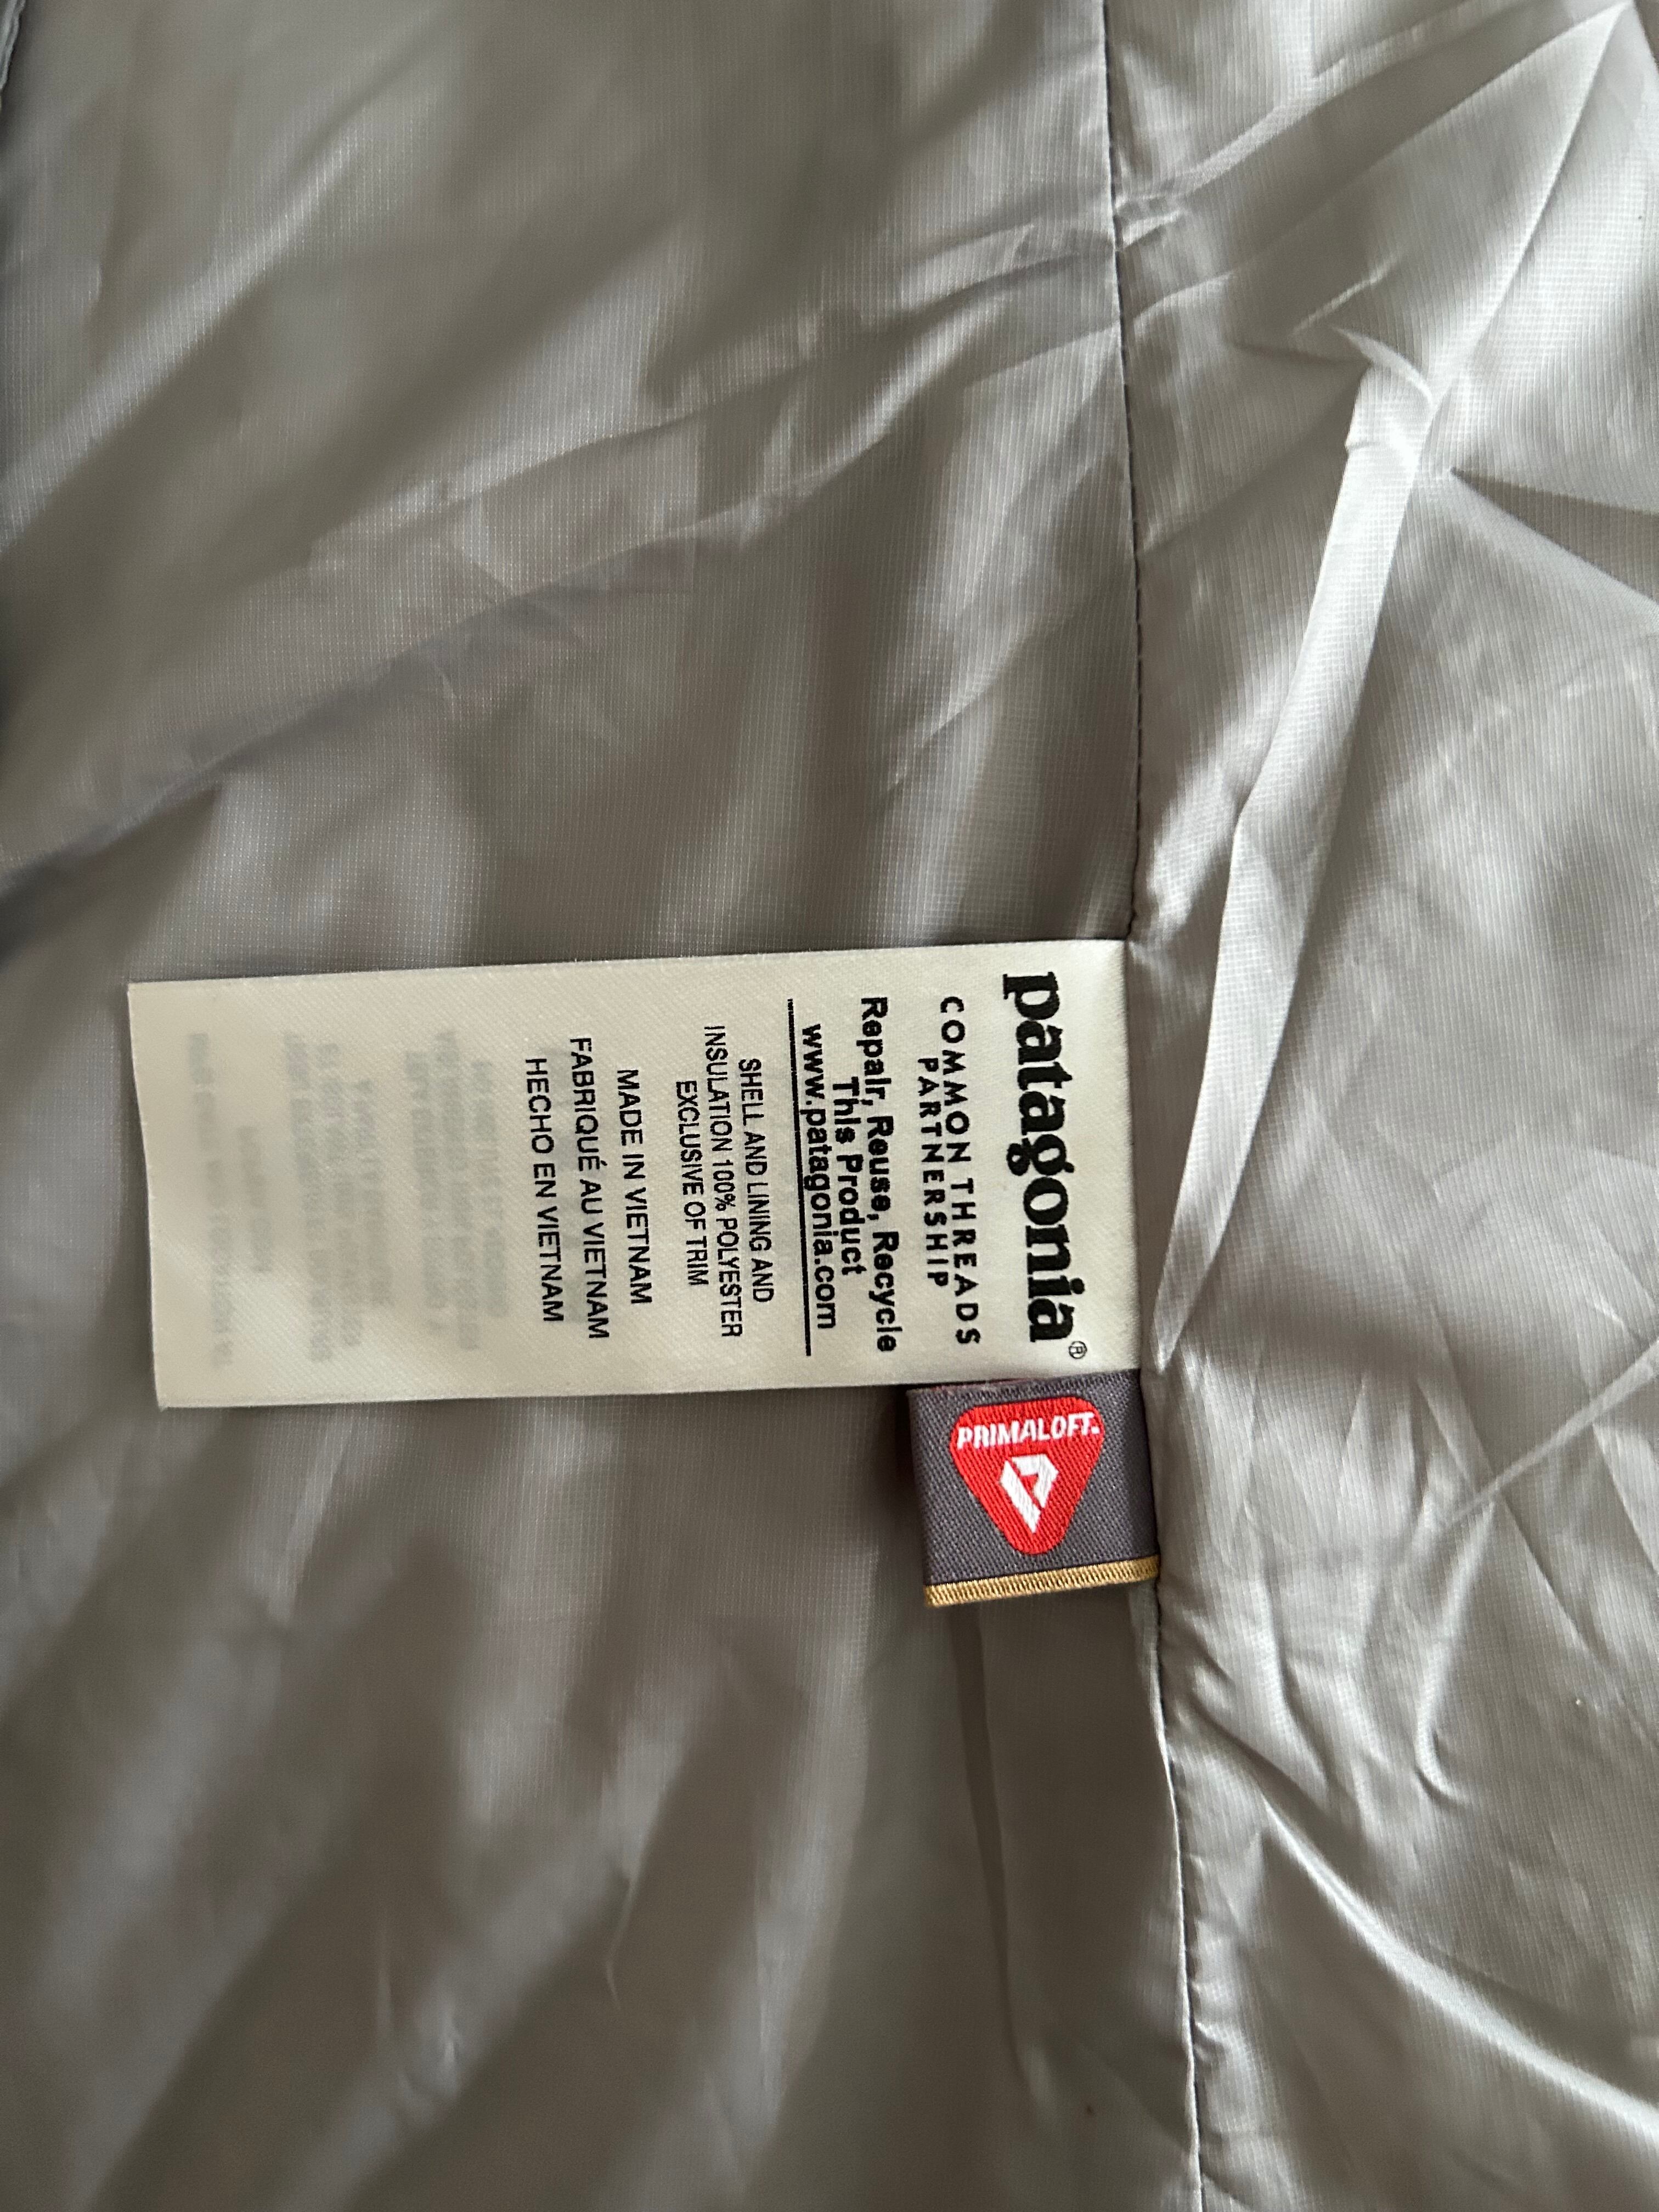 patagonia®
COMMON THREADS
PARTNERSHIP
Repair, Reuse, Recycle
This Product
www.patagonia.com
SHELL AND LINING AND
INSULATION 100% POLYESTER
EXCLUSIVE OF TRIM
MADE IN VIETNAM
FABRIQUÉ AU VIETNAM
HECHO EN VIETNAM
PRIMALOFT.